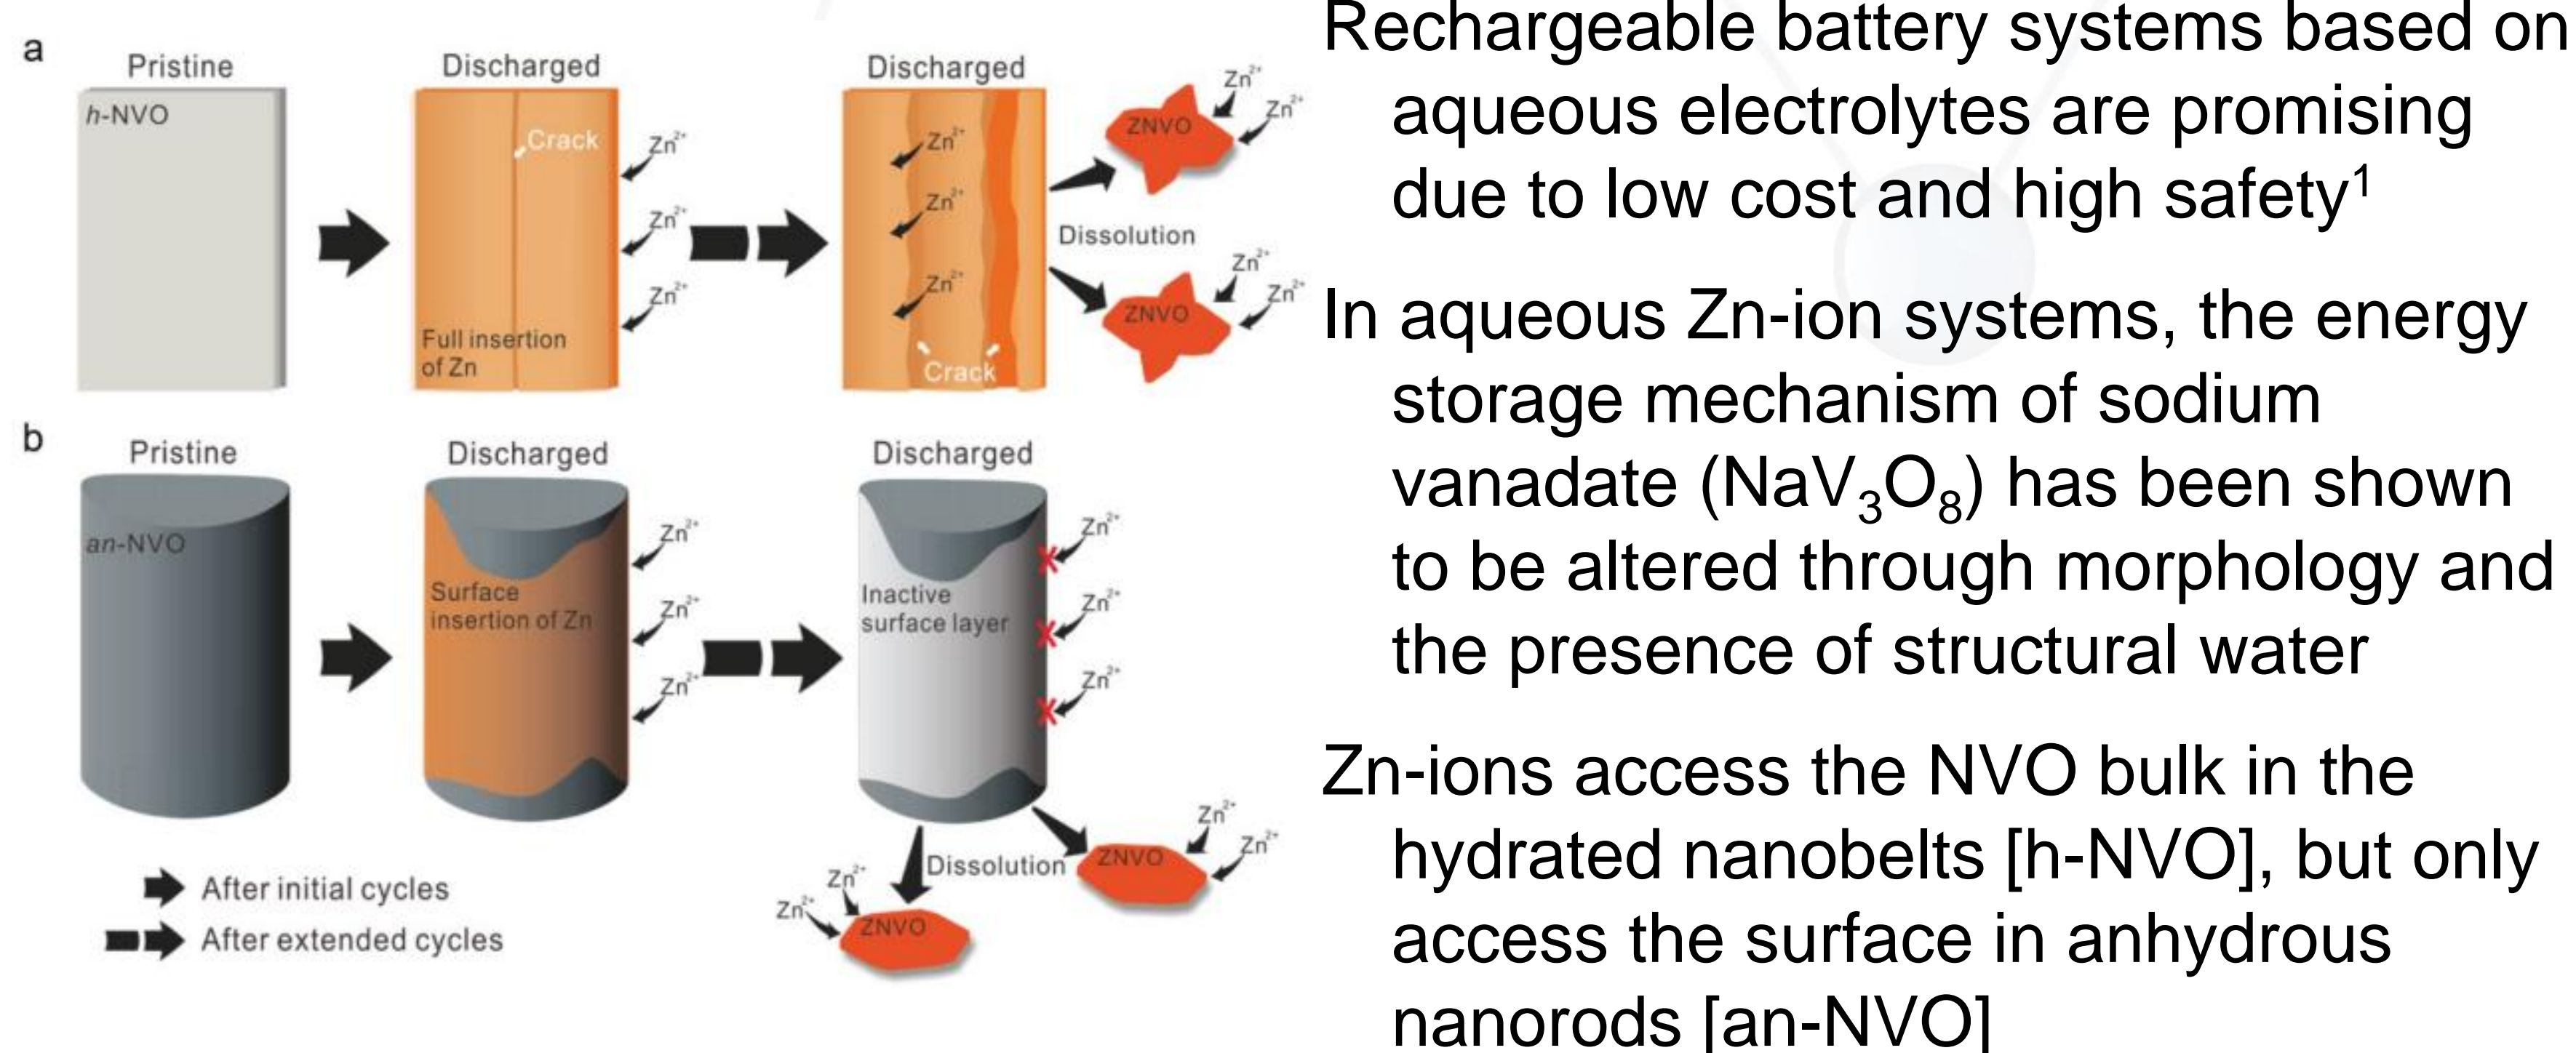 a
Pristine
Discharged
Discharged
h-NVO
Crack
Full insertion
of Zn
Zn²⁺
Zn²⁺
Zn²⁺
Zn²⁺
Zn²⁺
Zn²⁺
Crack
Dissolution
ZNVO
Zn²⁺
Zn²⁺
ZNVO
Zn²⁺
Zn²⁺
b
Pristine
Discharged
Discharged
an-NVO
Surface
insertion of Zn
Zn²⁺
Zn²⁺
Zn²⁺
Inactive
surface layer
Zn²⁺
Zn²⁺
Zn²⁺
Dissolution
ZNVO
Zn²⁺
Zn²⁺
ZNVO
Zn²⁺
Zn²⁺
After initial cycles
After extended cycles
Rechargeable battery systems based on
aqueous electrolytes are promising
due to low cost and high safety¹
In aqueous Zn-ion systems, the energy
storage mechanism of sodium
vanadate (NaV₃O₈) has been shown
to be altered through morphology and
the presence of structural water
Zn-ions access the NVO bulk in the
hydrated nanobelts [h-NVO], but only
access the surface in anhydrous
nanorods [an-NVO]